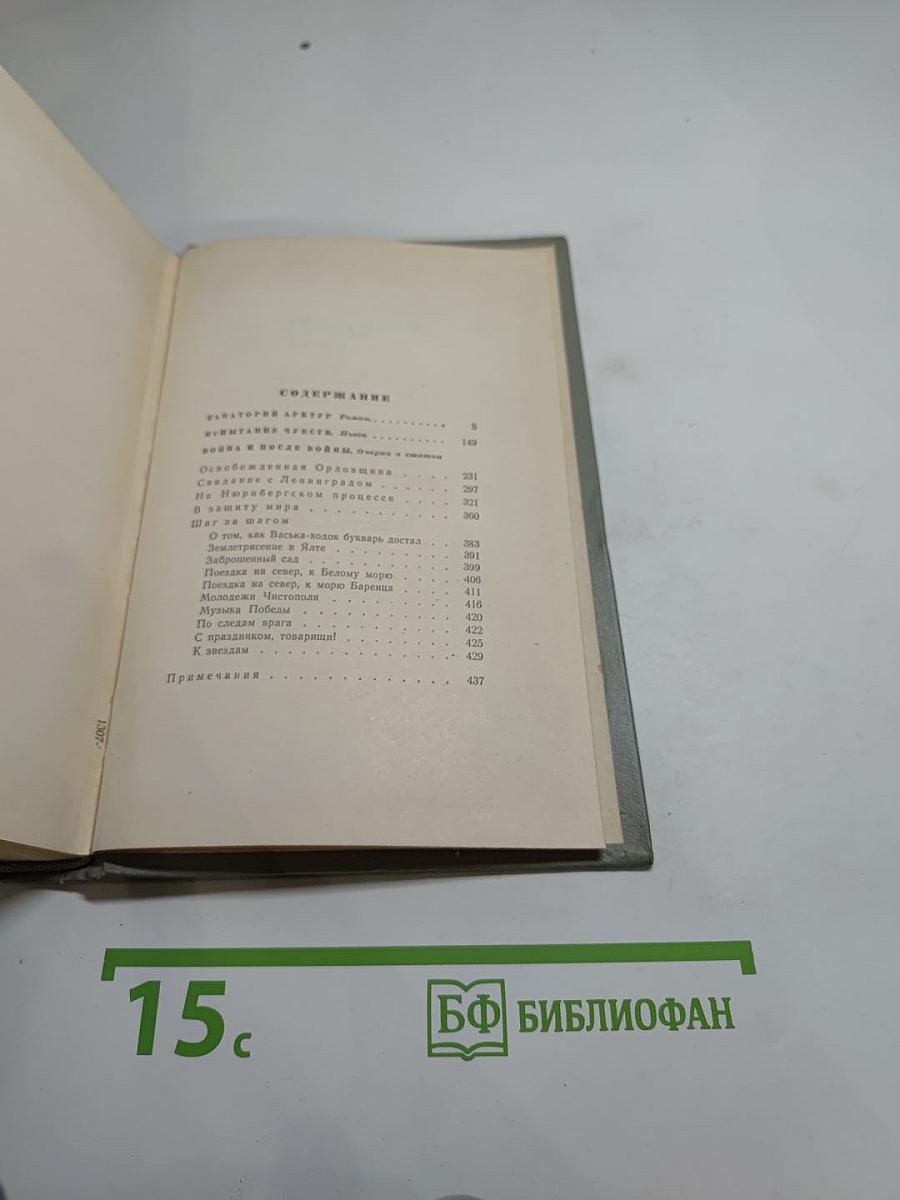 СОДЕРЖАНИЕ
САНАТОРИЙ АРКТУР Роман. . . . . . . . . . 5
ИСПЫТАНИЕ ЧУВСТВ. Пьеса . . . . . . . . . 149
ВОЙНА И ПОСЛЕ ВОЙНЫ. Очерки и статьи
Освобожденная Орловщина . . . . 231
Свидание с Ленинградом . . . . . . 297
На Нюрнбергском процессе . . . . 321
В защиту мира . . . . . . . . . . . 360
Шаг за шагом
О том, как Васька-ходок букварь достал . . 383
Землетрясение в Ялте . . . . . . . . . 391
Заброшенный сад . . . . . . . . . . . 399
Поездка на север, к Белому морю . . . . 406
Поездка на север, к морю Баренца . . . . 411
Молодежи Чистополя . . . . . . . . . 416
Музыка Победы . . . . . . . . . . . 420
По следам врага . . . . . . . . . . . 422
С праздником, товарищи! . . . . . . . . 425
К звездам . . . . . . . . . . . . . . 429
Примечания . . . . . . . . . . . . . 437
1307
15 с
БФ БИБЛИОФАН